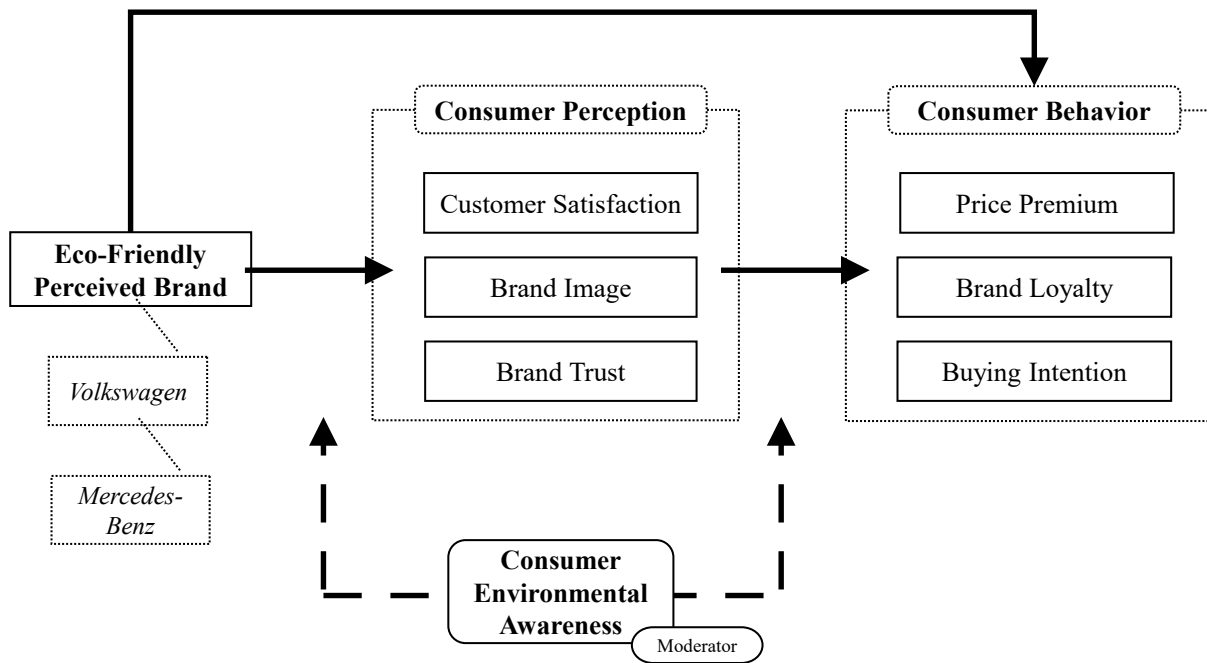 Consumer Perception
Consumer Behavior
Customer Satisfaction
Price Premium
Eco-Friendly
Perceived Brand
Brand Image
Brand Loyalty
Brand Trust
Buying Intention
Volkswagen
Mercedes-
Benz
Consumer
Environmental
Awareness
Moderator